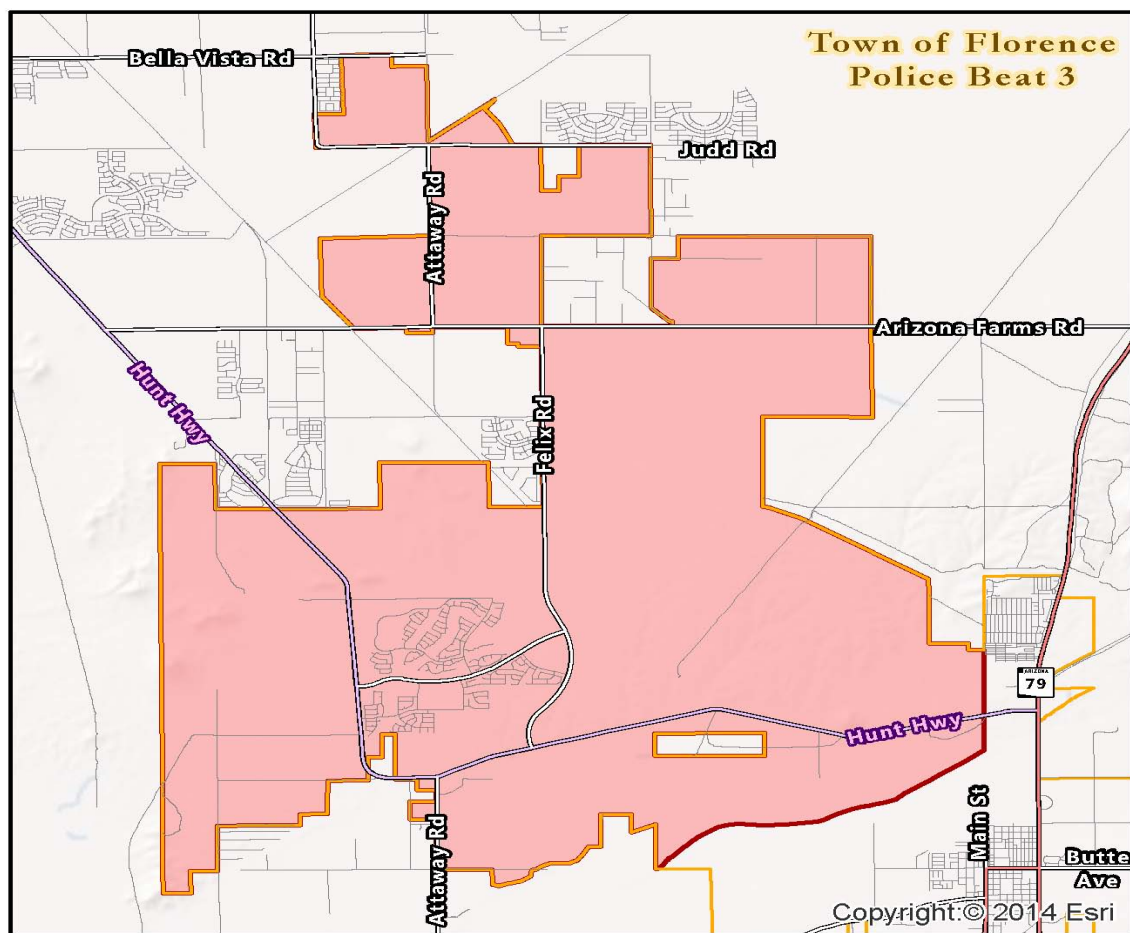 Town of Florence
Police Beat 3
Bella Vista Rd
Judd Rd
Attaway Rd
Arizona Farms Rd
Hunt Hwy
Felix Rd
ARIZONA
79
Hunt Hwy
Main St
Attaway Rd
Butte
Ave
Copyright:© 2014 Esri